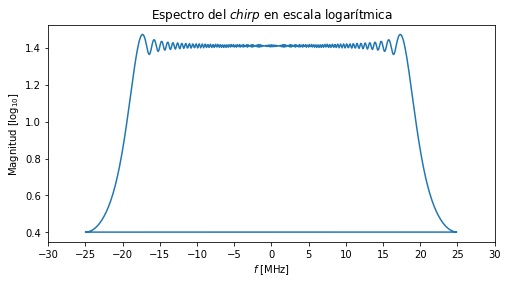 Espectro del chirp en escala logarítmica
Magnitud [log₁₀]
1.4
1.2
1.0
0.8
0.6
0.4
−30 −25 −20 −15 −10 −5 0 5 10 15 20 25 30
f [MHz]